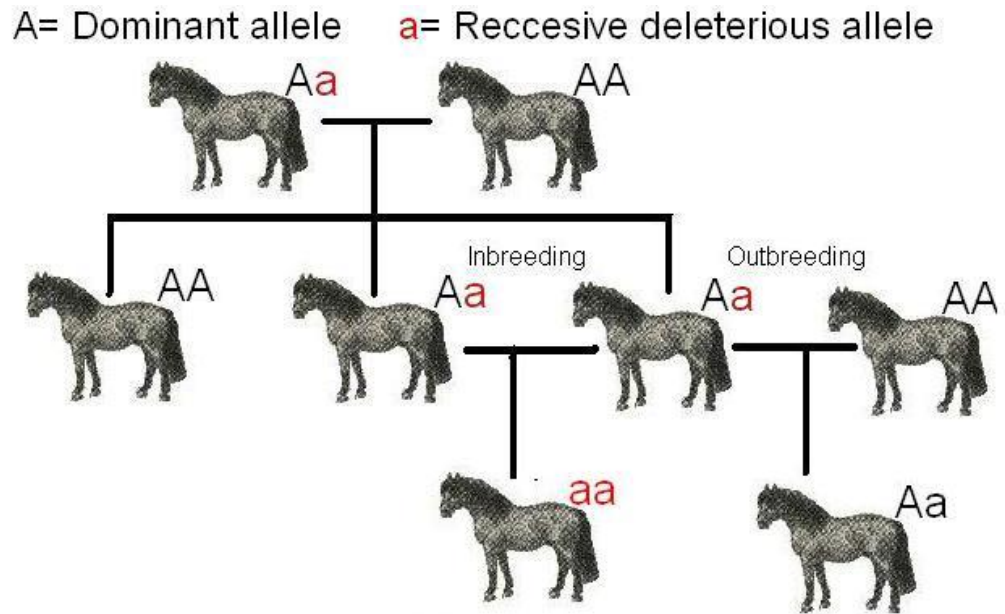 A= Dominant allele a= Reccesive deleterious allele
Aa AA
Inbreeding Outbreeding
AA Aa Aa AA
aa Aa